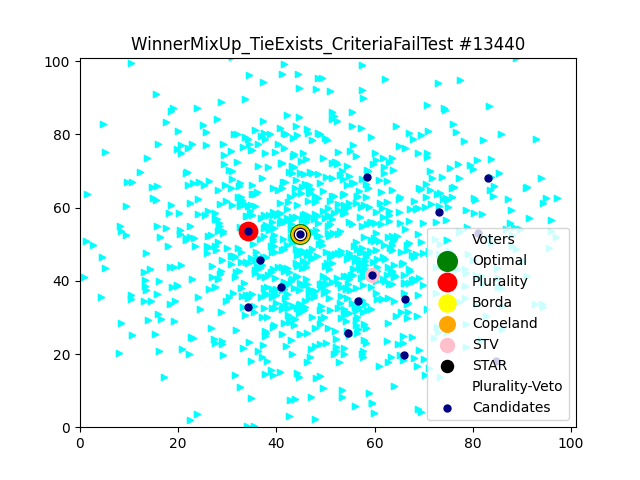 WinnerMixUp_TieExists_CriteriaFailTest #13440
100
80
60
40
20
0
0
20
40
60
80
100
Voters
Optimal
Plurality
Borda
Copeland
STV
STAR
Plurality-Veto
Candidates